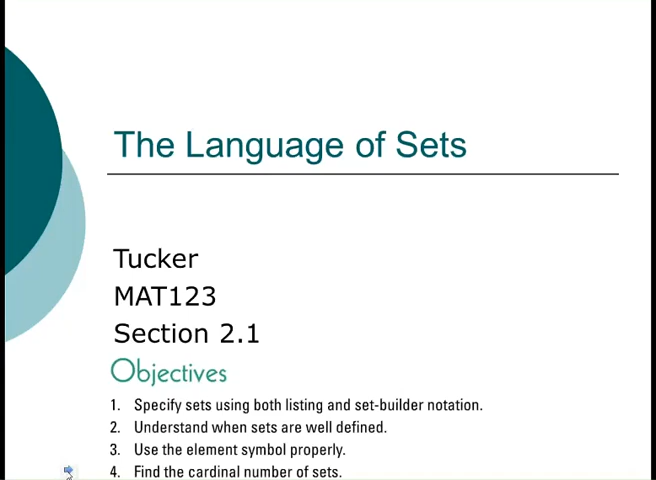 The Language of Sets
Tucker
MAT123
Section 2.1
Objectives
1. Specify sets using both listing and set-builder notation.
2. Understand when sets are well defined.
3. Use the element symbol properly.
4. Find the cardinal number of sets.